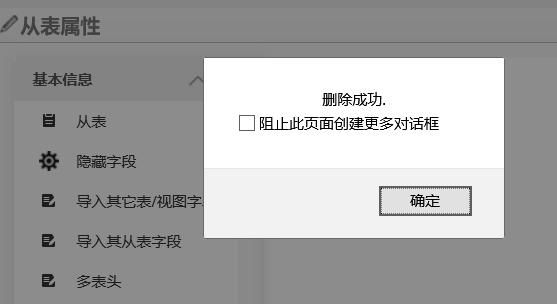 从表属性
基本信息
从表
隐藏字段
导入其它表/视图字
导入其从表字段
多表头
删除成功.
阻止此页面创建更多对话框
确定